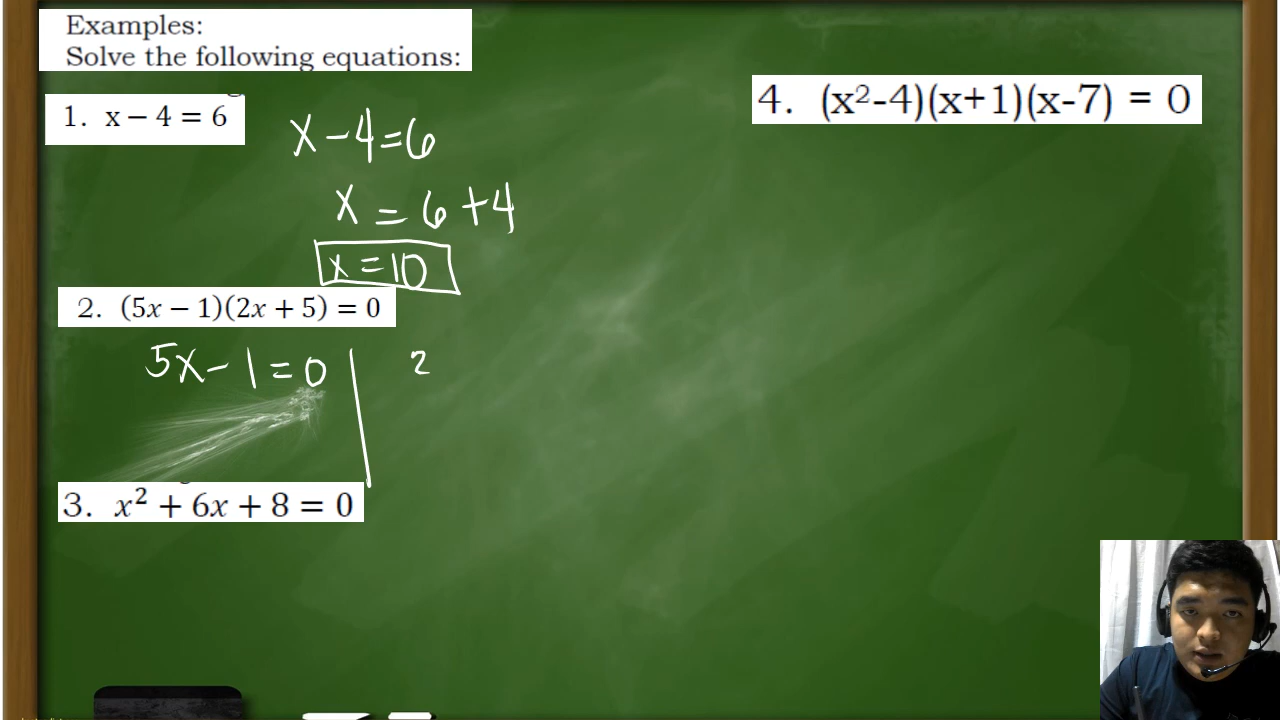 Examples:
Solve the following equations:
1. x – 4 = 6
x – 4 = 6
x = 6 + 4
x = 10
2. (5x − 1)(2x + 5) = 0
5x – 1 = 0
2
3. x² + 6x + 8 = 0
4. (x²-4)(x+1)(x-7) = 0